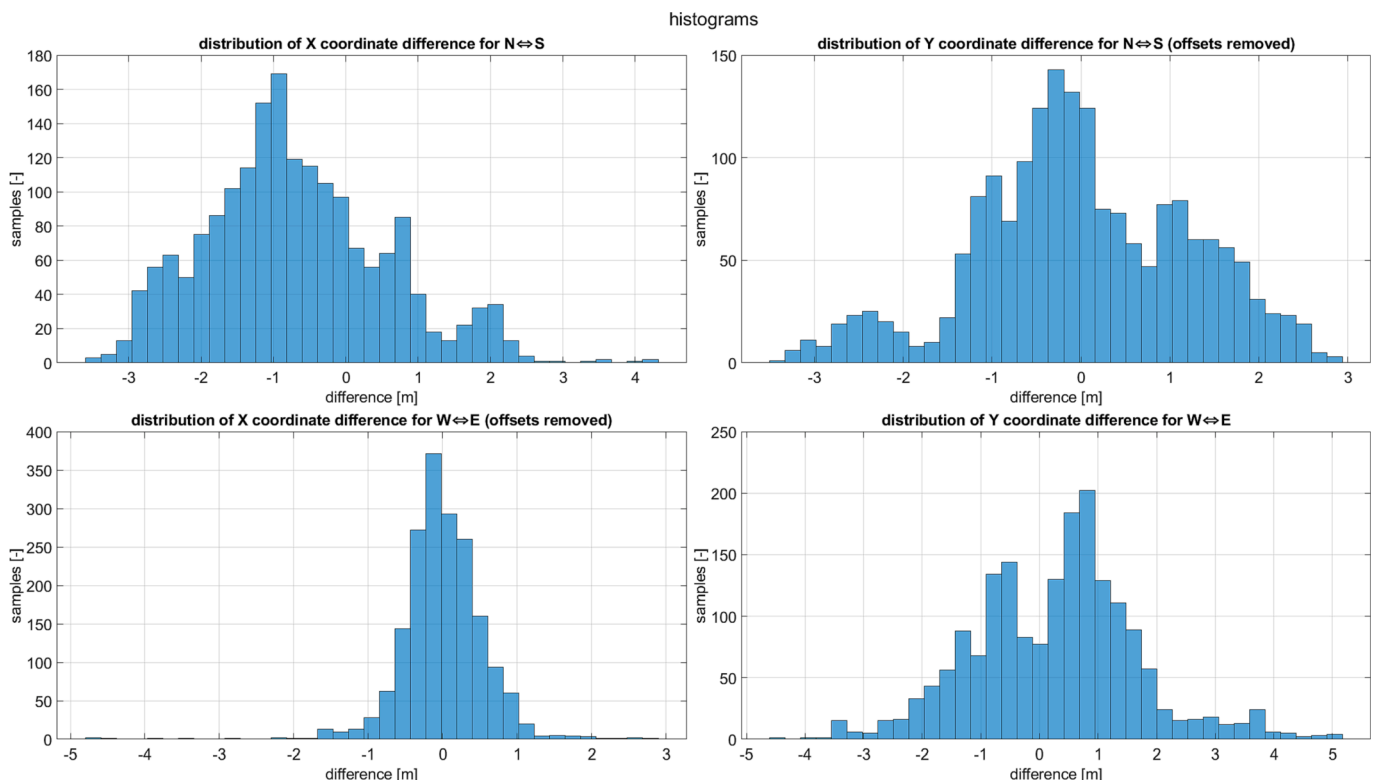 histograms
distribution of X coordinate difference for N⇔S
180
160
140
120
100
80
60
40
20
0
samples [-]
-3 -2 -1 0 1 2 3 4
difference [m]
distribution of Y coordinate difference for N⇔S (offsets removed)
150
100
50
0
samples [-]
-3 -2 -1 0 1 2 3
difference [m]
distribution of X coordinate difference for W⇔E (offsets removed)
400
350
300
250
200
150
100
50
0
samples [-]
-5 -4 -3 -2 -1 0 1 2 3
difference [m]
distribution of Y coordinate difference for W⇔E
250
200
150
100
50
0
samples [-]
-5 -4 -3 -2 -1 0 1 2 3 4 5
difference [m]